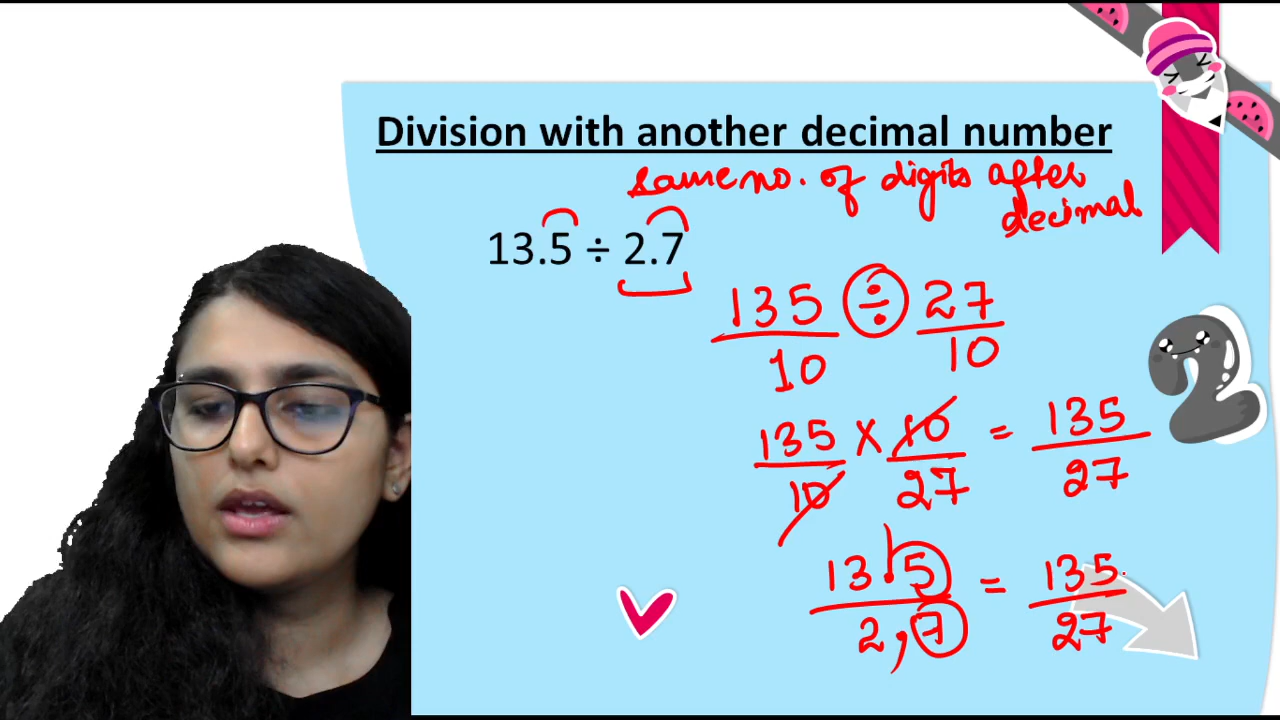 Division with another decimal number
same no. of digits after
decimal
13.5 ÷ 2.7
135/10 ÷ 27/10
135/10 × 10/27 = 135/27
13.5/2.7 = 135/27
2